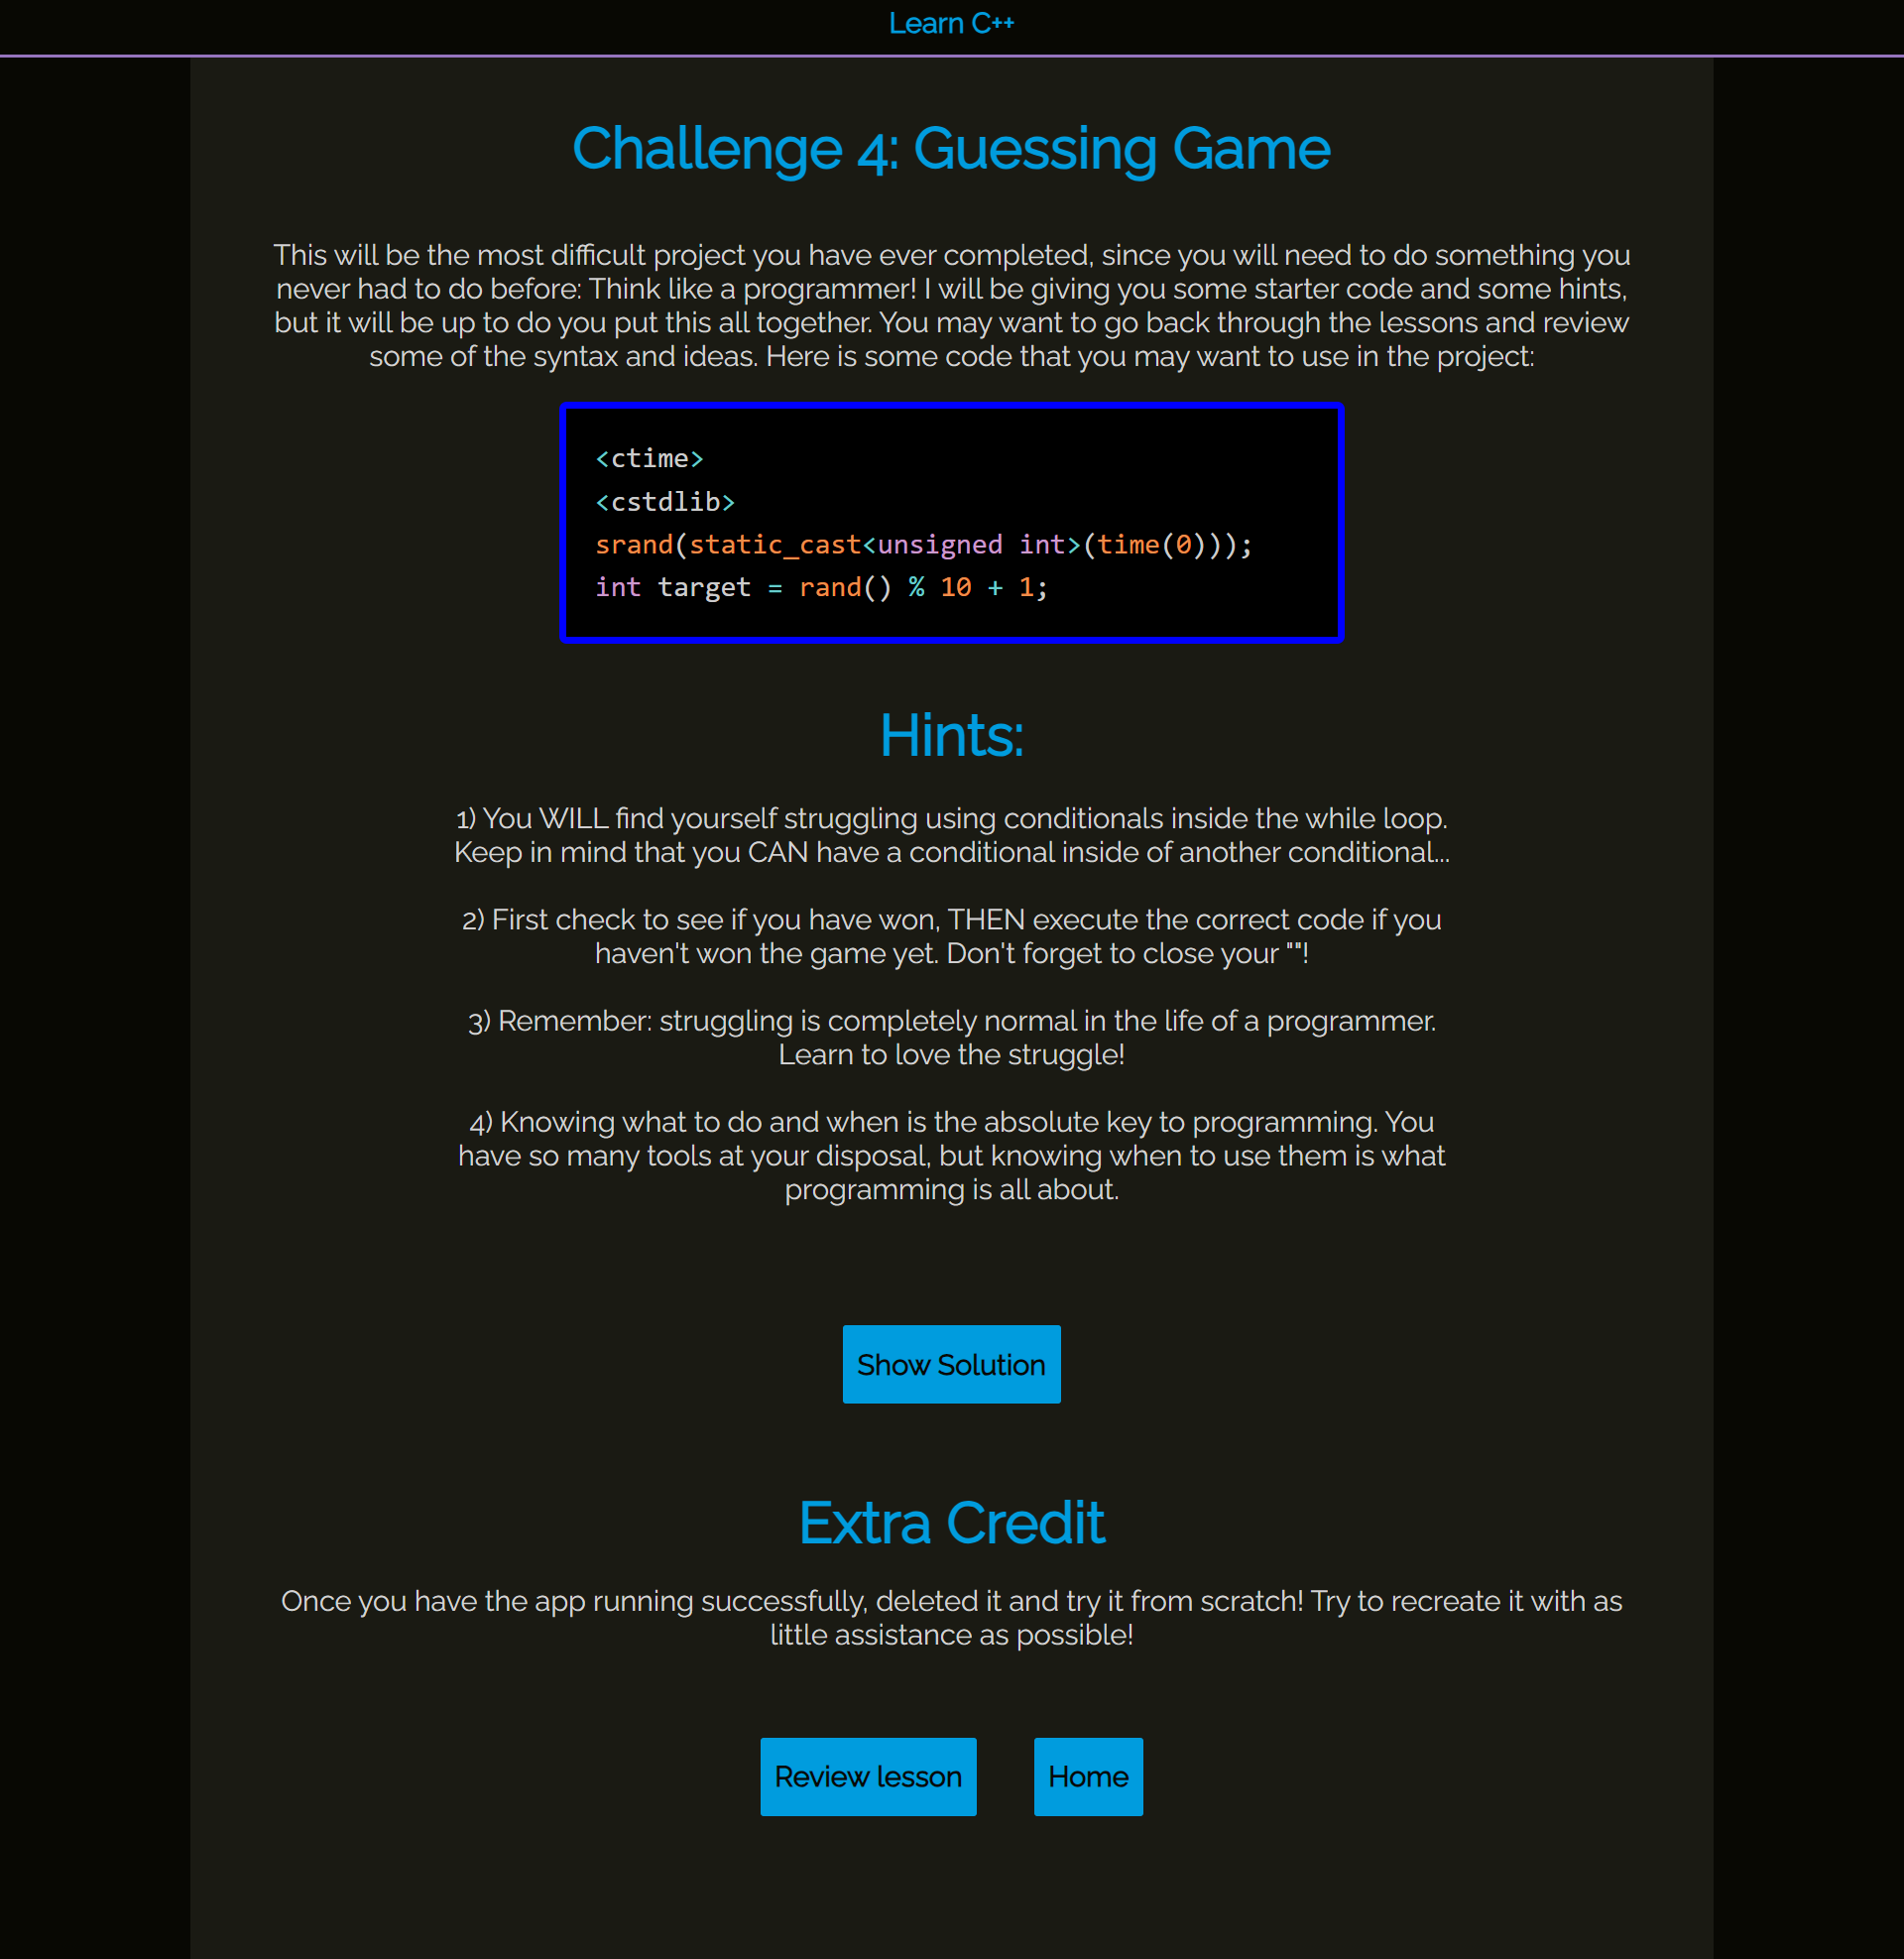 Learn C++
Challenge 4: Guessing Game
This will be the most difficult project you have ever completed, since you will need to do something you
never had to do before: Think like a programmer! I will be giving you some starter code and some hints,
but it will be up to do you put this all together. You may want to go back through the lessons and review
some of the syntax and ideas. Here is some code that you may want to use in the project:
<ctime>
<cstdlib>
srand(static_cast<unsigned int>(time(0)));
int target = rand() % 10 + 1;
Hints:
1) You WILL find yourself struggling using conditionals inside the while loop.
Keep in mind that you CAN have a conditional inside of another conditional...
2) First check to see if you have won, THEN execute the correct code if you
haven't won the game yet. Don't forget to close your ""!
3) Remember: struggling is completely normal in the life of a programmer.
Learn to love the struggle!
4) Knowing what to do and when is the absolute key to programming. You
have so many tools at your disposal, but knowing when to use them is what
programming is all about.
Show Solution
Extra Credit
Once you have the app running successfully, deleted it and try it from scratch! Try to recreate it with as
little assistance as possible!
Review lesson
Home